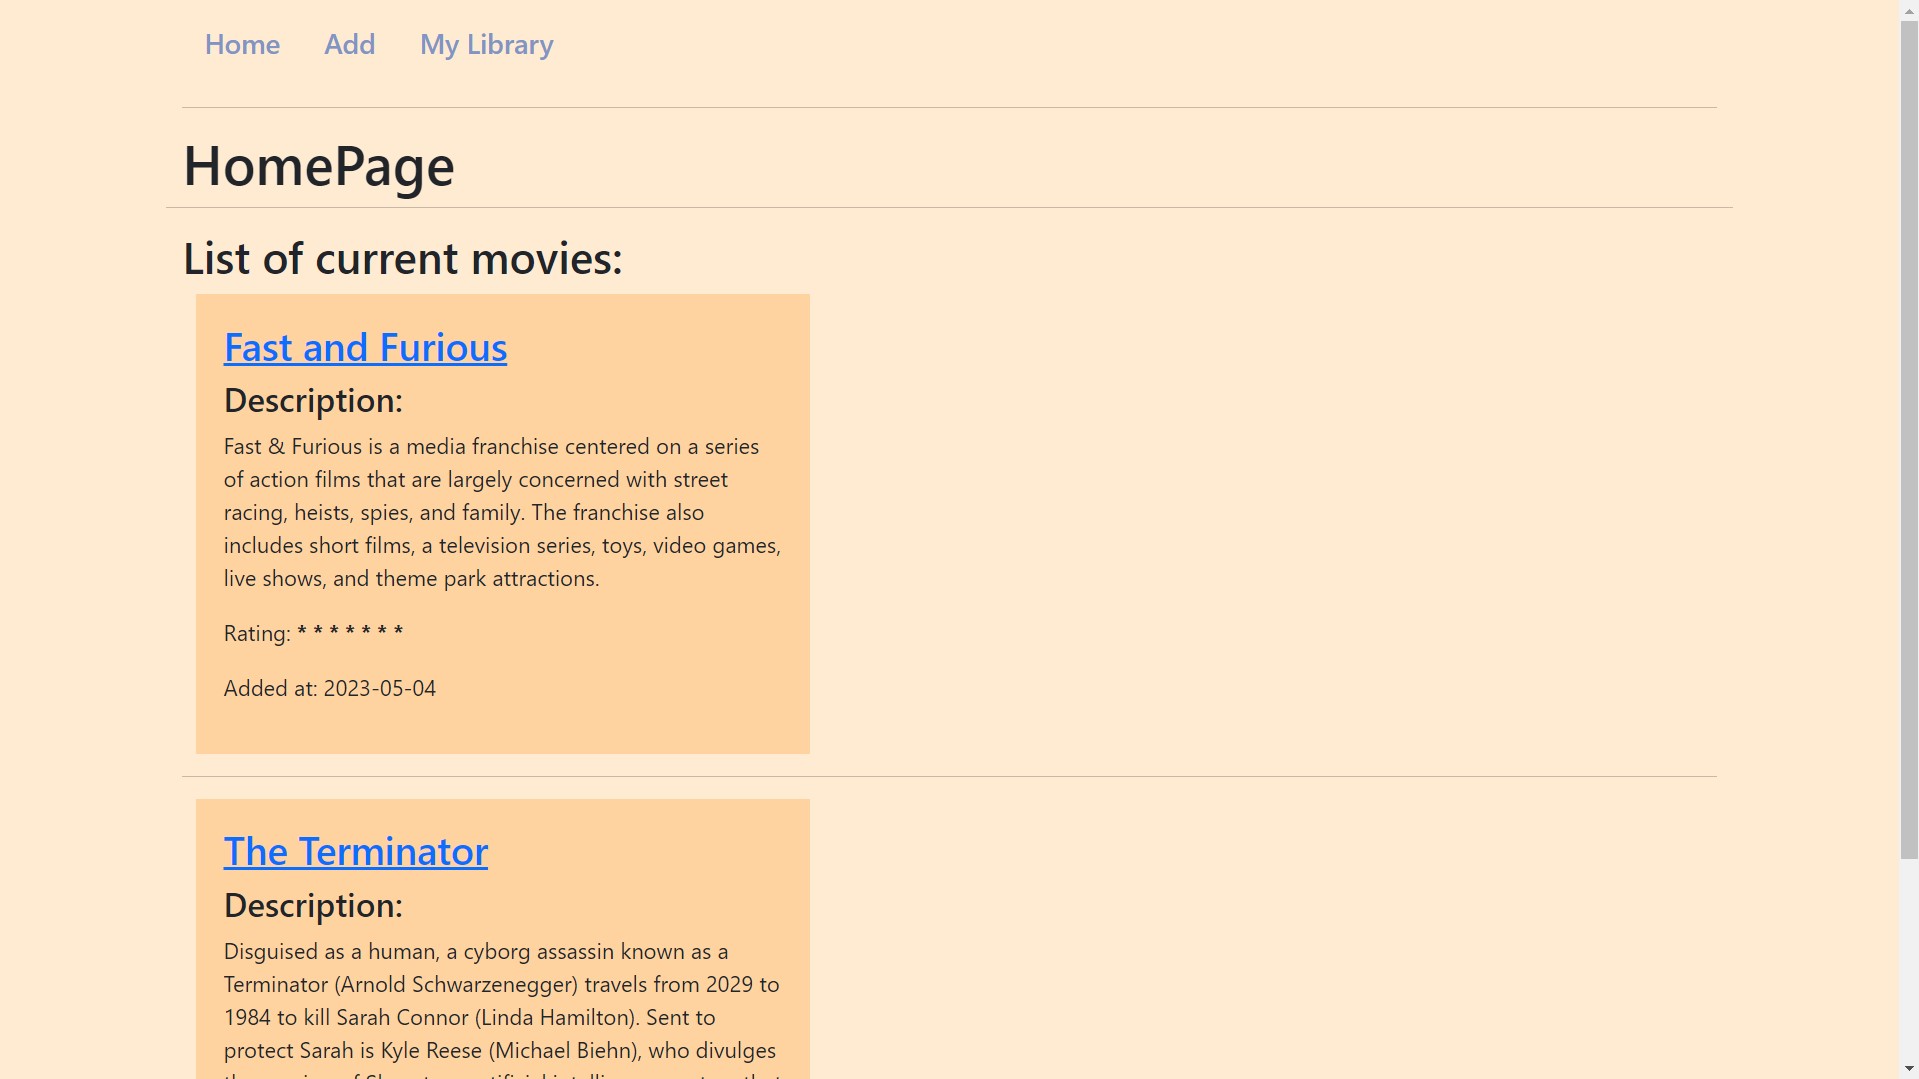 Home Add My Library
HomePage
List of current movies:
Fast and Furious
Description:
Fast & Furious is a media franchise centered on a series
of action films that are largely concerned with street
racing, heists, spies, and family. The franchise also
includes short films, a television series, toys, video games,
live shows, and theme park attractions.
Rating: * * * * * * *
Added at: 2023-05-04
The Terminator
Description:
Disguised as a human, a cyborg assassin known as a
Terminator (Arnold Schwarzenegger) travels from 2029 to
1984 to kill Sarah Connor (Linda Hamilton). Sent to
protect Sarah is Kyle Reese (Michael Biehn), who divulges